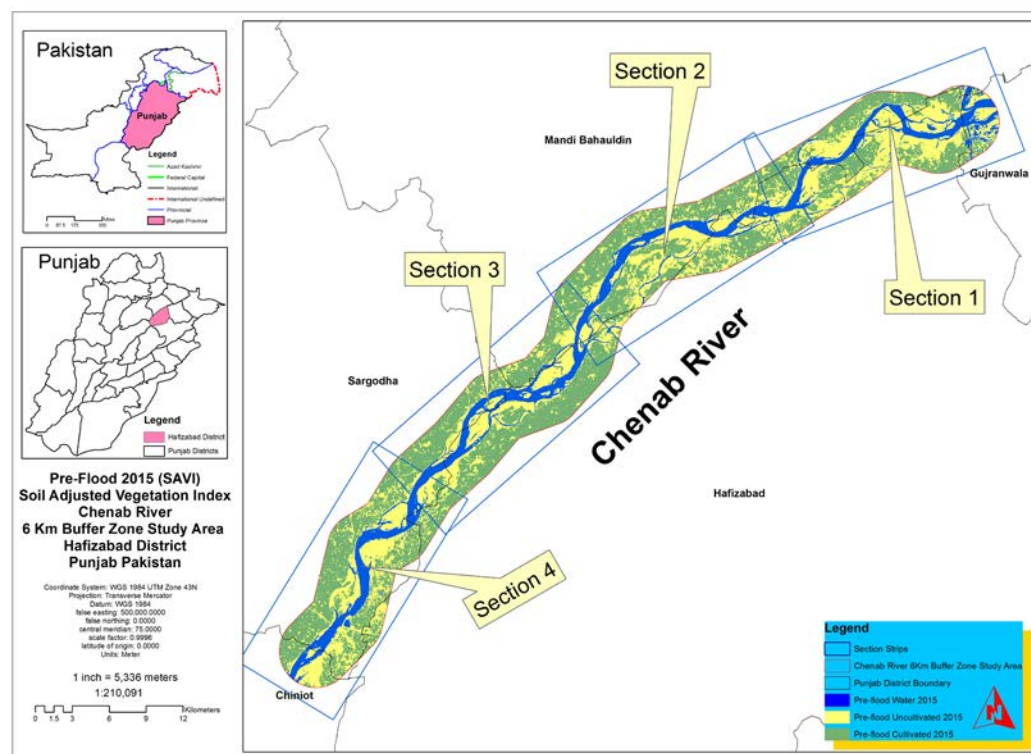 Pakistan
Punjab
Legend
Azad Kashmir
Federal Capital
International
International Undefined
Provincial
Punjab Province
Punjab
Legend
Hafizabad District
Punjab Districts
Pre-Flood 2015 (SAVI)
Soil Adjusted Vegetation Index
Chenab River
6 Km Buffer Zone Study Area
Hafizabad District
Punjab Pakistan
Coordinate System: WGS 1984 UTM Zone 43N
Projection: Transverse Mercator
Datum: WGS 1984
false easting: 500,000.0000
false northing: 0.0000
central meridian: 75.0000
scale factor: 0.9996
latitude of origin: 0.0000
Units: Meter
1 inch = 5,336 meters
1:210,091
0 1.5 3 6 9 12 Kilometers
Section 2
Mandi Bahauldin
Gujranwala
Section 3
Section 1
Sargodha
Chenab River
Hafizabad
Section 4
Chiniot
Legend
Section Strips
Chenab River 6Km Buffer Zone Study Area
Punjab District Boundary
Pre-flood Water 2015
Pre-flood Uncultivated 2015
Pre-flood Cultivated 2015
N